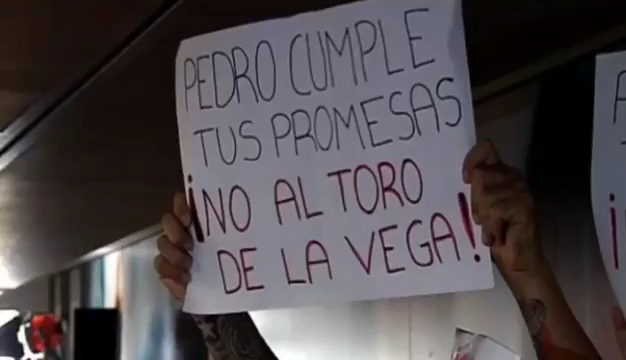 PEDRO CUMPLE
TUS PROMESAS
¡NO AL TORO
DE LA VEGA!